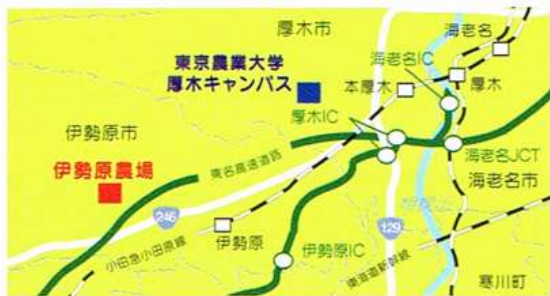 厚木市
海老名
海老名IC
東京農業大学
厚木キャンパス
本厚木
厚木
厚木IC
伊勢原市
伊勢原農場
東名高速道路
海老名JCT
海老名市
246
伊勢原
129
小田急小田原線
伊勢原IC
東海道新幹線
寒川町